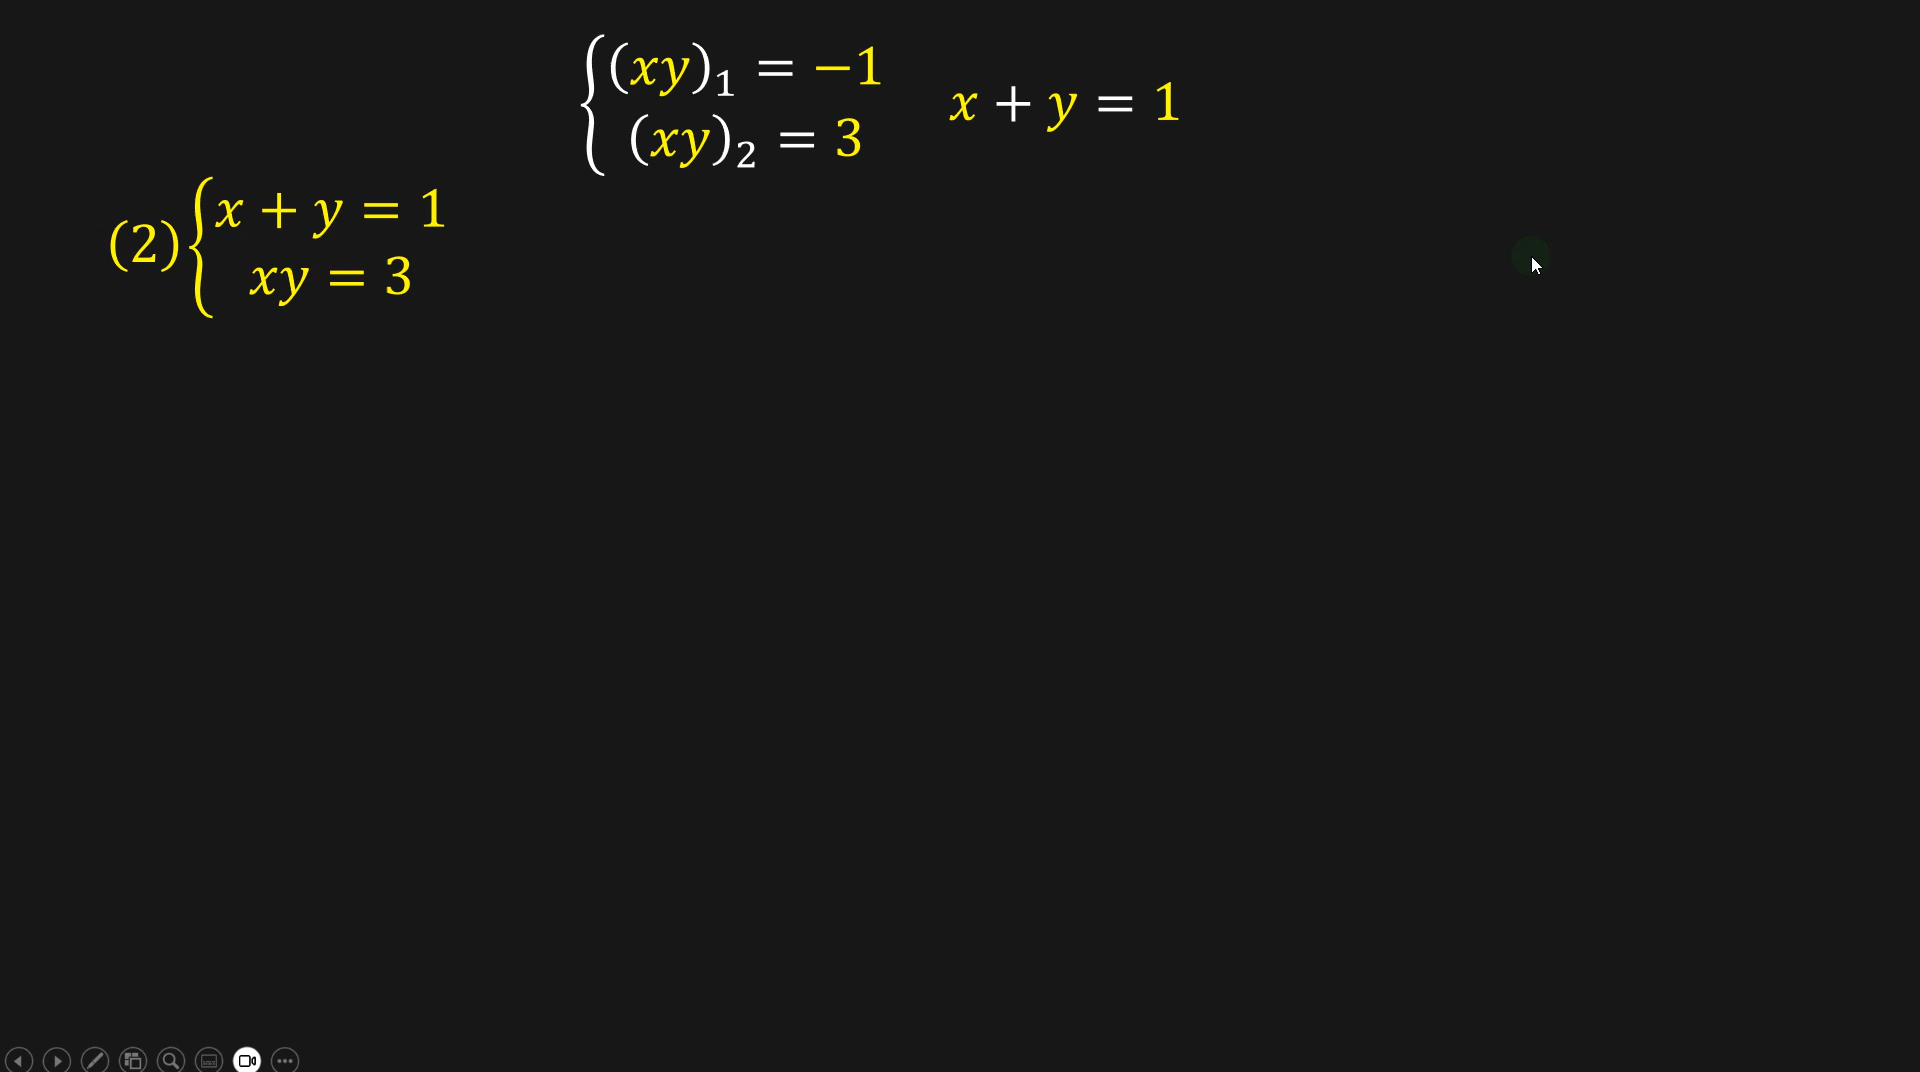 (xy)₁ = −1
(xy)₂ = 3
x + y = 1
(2)
x + y = 1
xy = 3